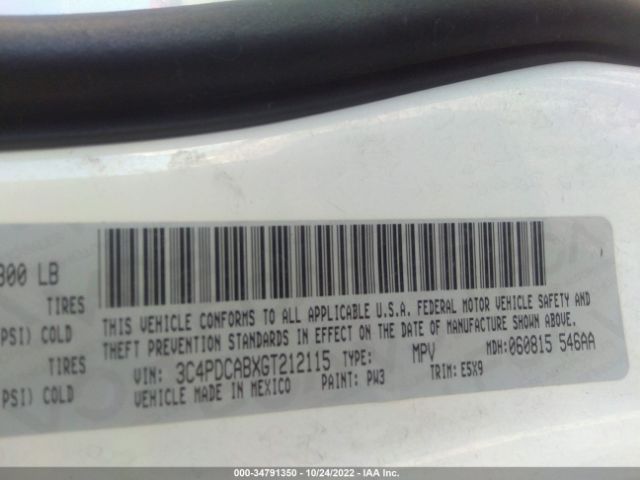 300 LB
TIRES
PSI) COLD
TIRES
PSI) COLD
THIS VEHICLE CONFORMS TO ALL APPLICABLE U.S.A. FEDERAL MOTOR VEHICLE SAFETY AND
THEFT PREVENTION STANDARDS IN EFFECT ON THE DATE OF MANUFACTURE SHOWN ABOVE.
VIN: 3C4PDCABXGT212115 TYPE: MPV MDH:060815 546AA
VEHICLE MADE IN MEXICO PAINT: PW3 TRIM: E5X9
000-34791350 - 10/24/2022 - IAA Inc.